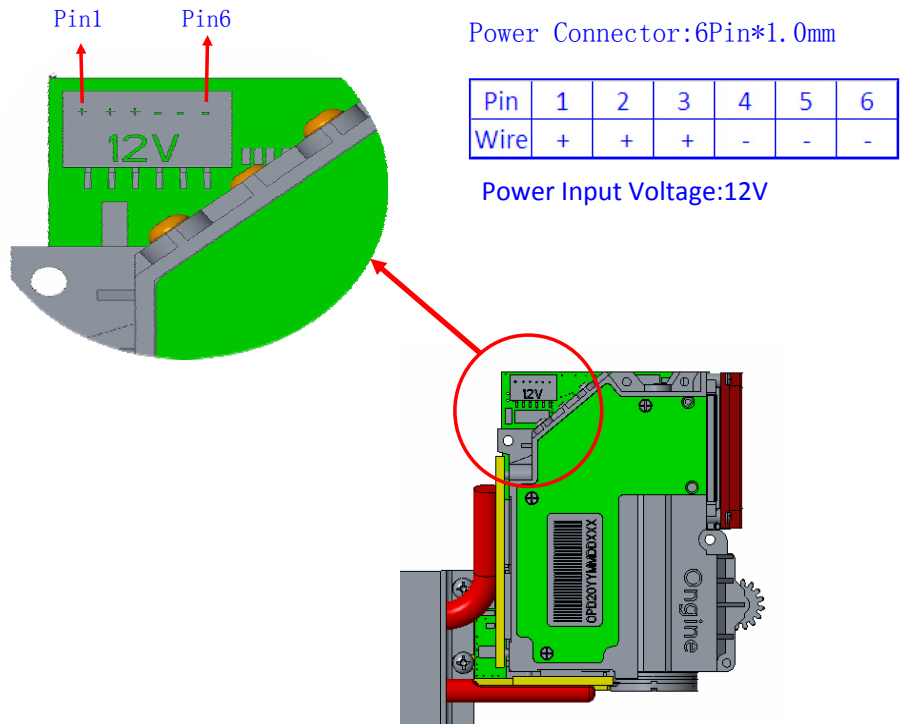 Pin1 Pin6
Power Connector:6Pin*1.0mm
Pin 1 2 3 4 5 6
Wire + + + - - -
Power Input Voltage:12V
+ + + - - -
12V
12V
OPD20YYMMDDXXX
Ongine